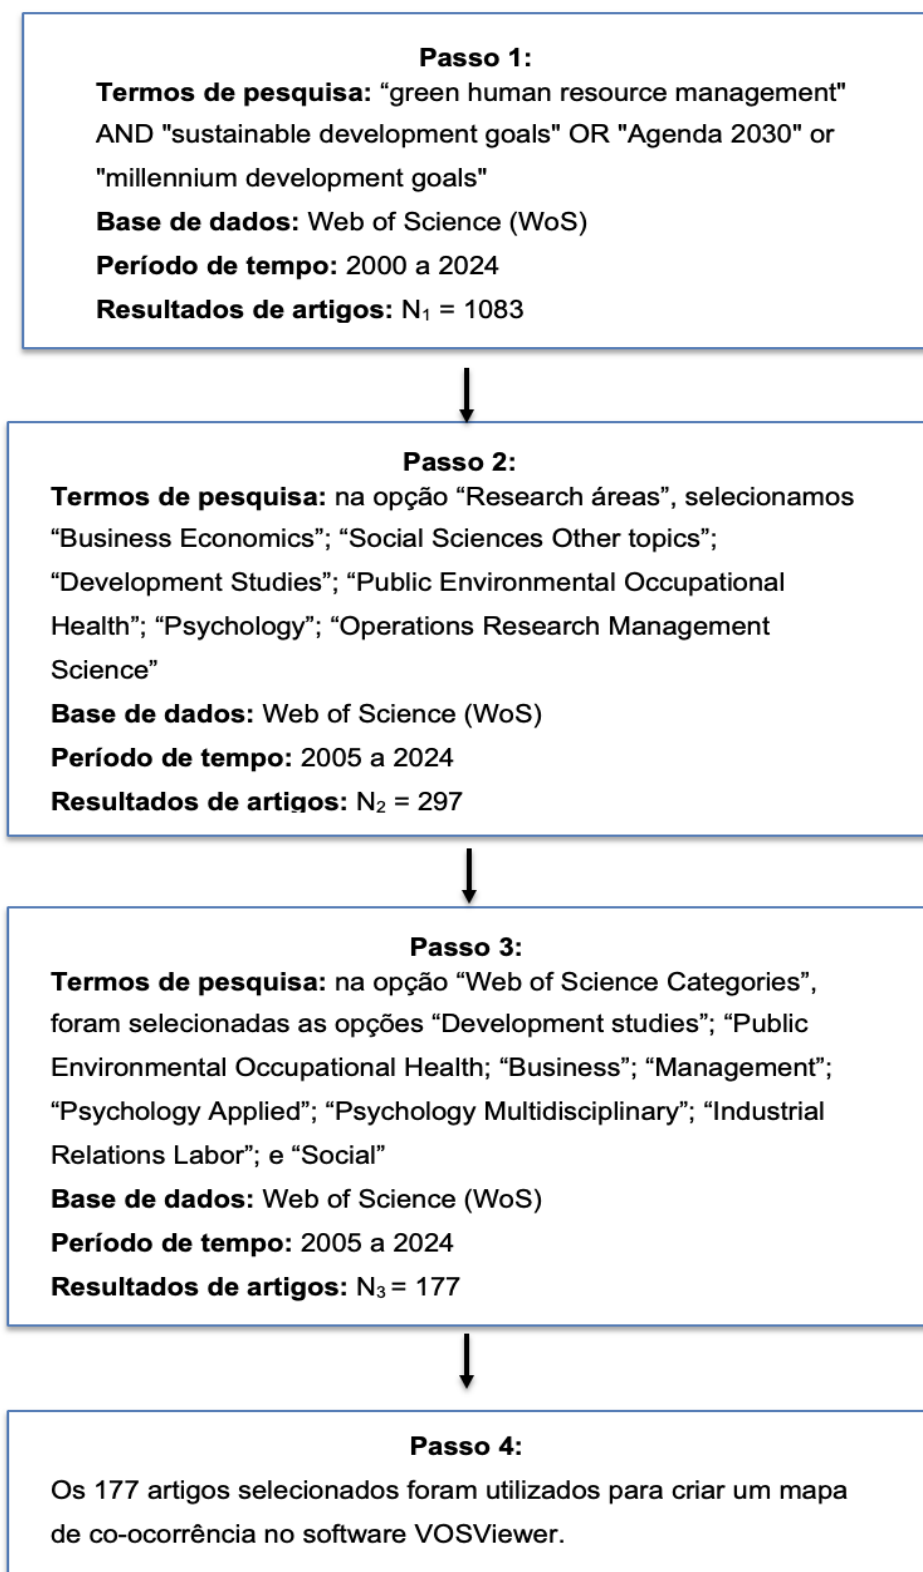 Passo 1:
Termos de pesquisa: “green human resource management"
AND "sustainable development goals" OR "Agenda 2030" or
"millennium development goals"
Base de dados: Web of Science (WoS)
Período de tempo: 2000 a 2024
Resultados de artigos: N₁ = 1083
Passo 2:
Termos de pesquisa: na opção “Research áreas”, selecionamos
“Business Economics”; “Social Sciences Other topics”;
“Development Studies”; “Public Environmental Occupational
Health”; “Psychology”; “Operations Research Management
Science”
Base de dados: Web of Science (WoS)
Período de tempo: 2005 a 2024
Resultados de artigos: N₂ = 297
Passo 3:
Termos de pesquisa: na opção “Web of Science Categories”,
foram selecionadas as opções “Development studies”; “Public
Environmental Occupational Health; “Business”; “Management”;
“Psychology Applied”; “Psychology Multidisciplinary”; “Industrial
Relations Labor”; e “Social”
Base de dados: Web of Science (WoS)
Período de tempo: 2005 a 2024
Resultados de artigos: N₃ = 177
Passo 4:
Os 177 artigos selecionados foram utilizados para criar um mapa
de co-ocorrência no software VOSViewer.